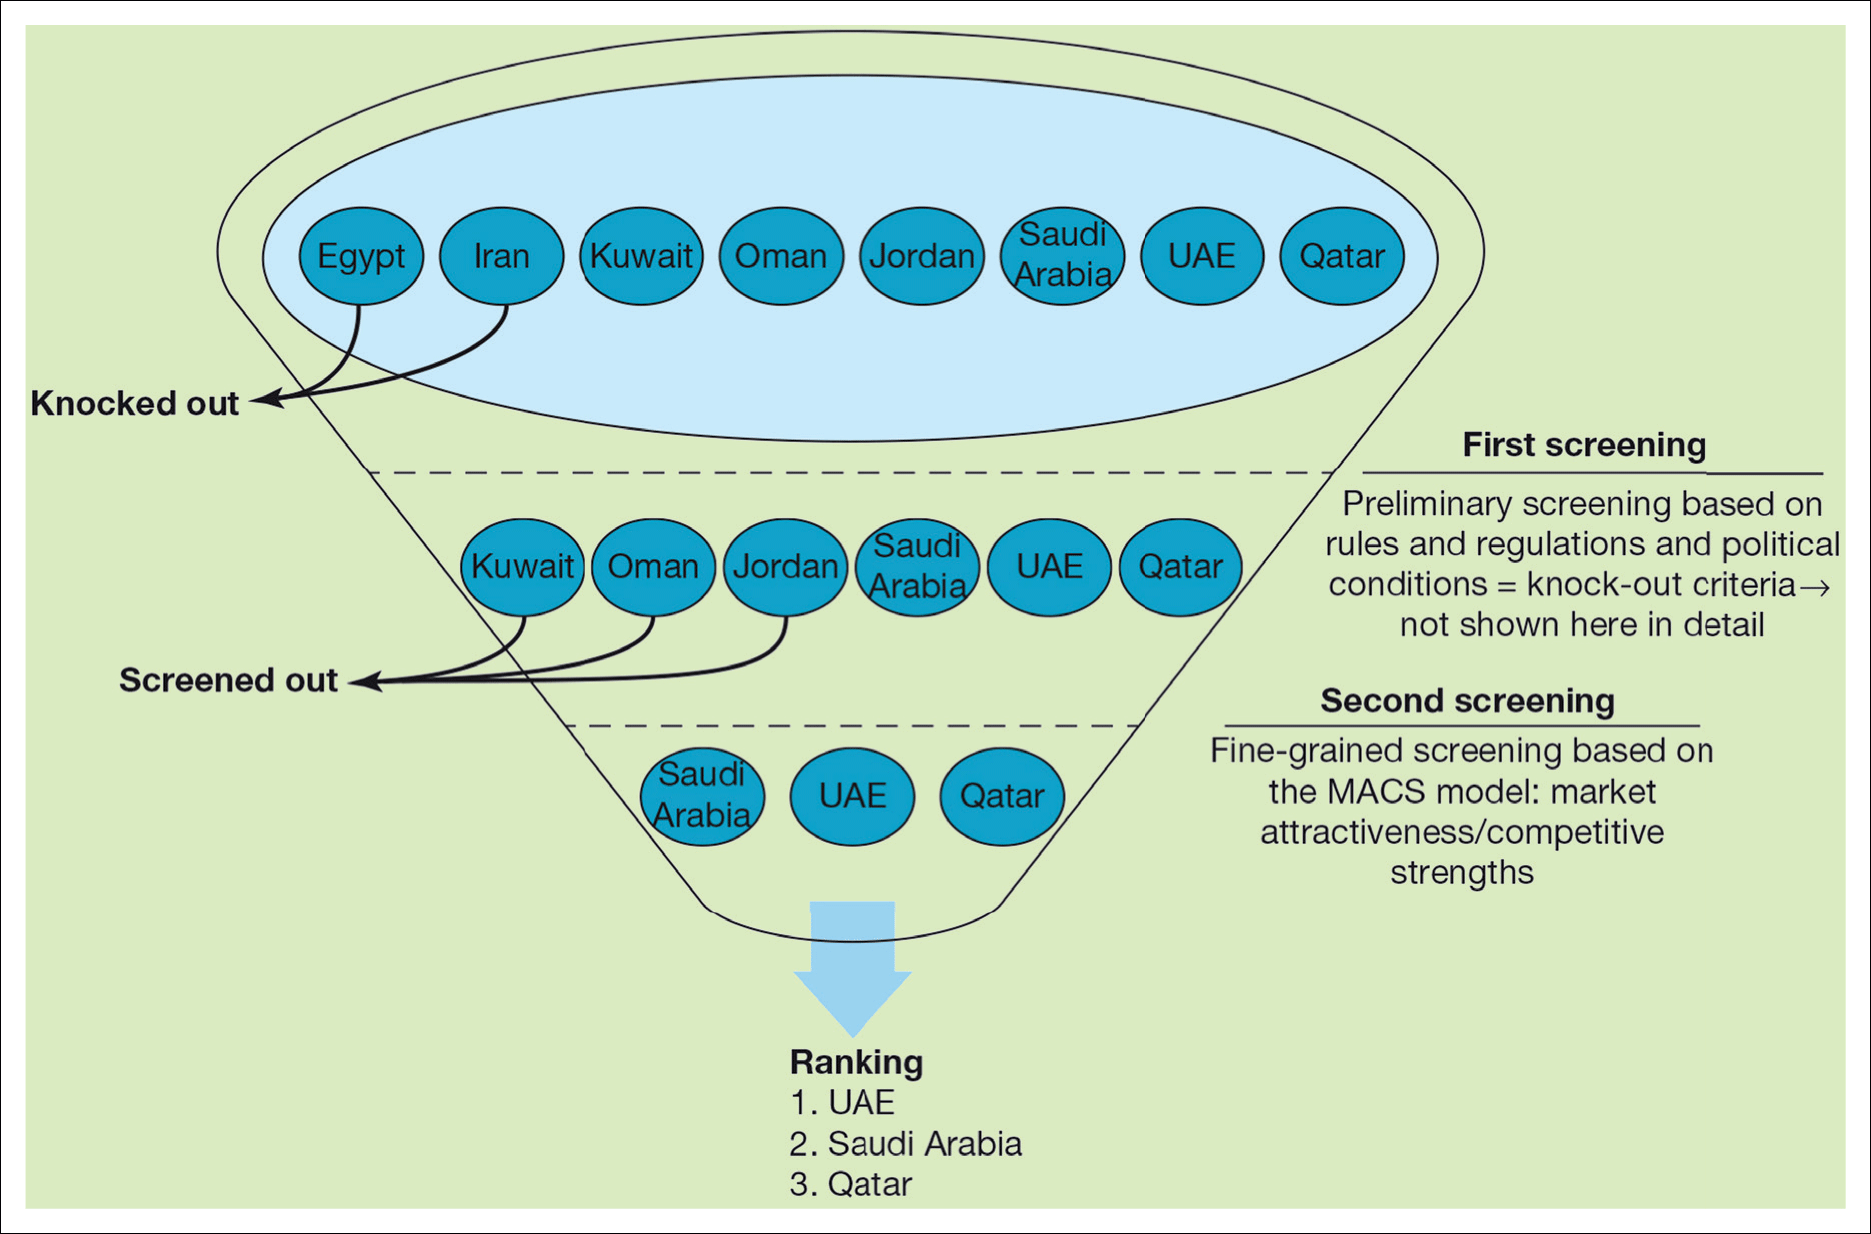 Egypt
Iran
Kuwait
Oman
Jordan
Saudi
Arabia
UAE
Qatar
Knocked out
First screening
Preliminary screening based on
rules and regulations and political
conditions = knock-out criteria→
not shown here in detail
Kuwait
Oman
Jordan
Saudi
Arabia
UAE
Qatar
Screened out
Second screening
Fine-grained screening based on
the MACS model: market
attractiveness/competitive
strengths
Saudi
Arabia
UAE
Qatar
Ranking
1. UAE
2. Saudi Arabia
3. Qatar